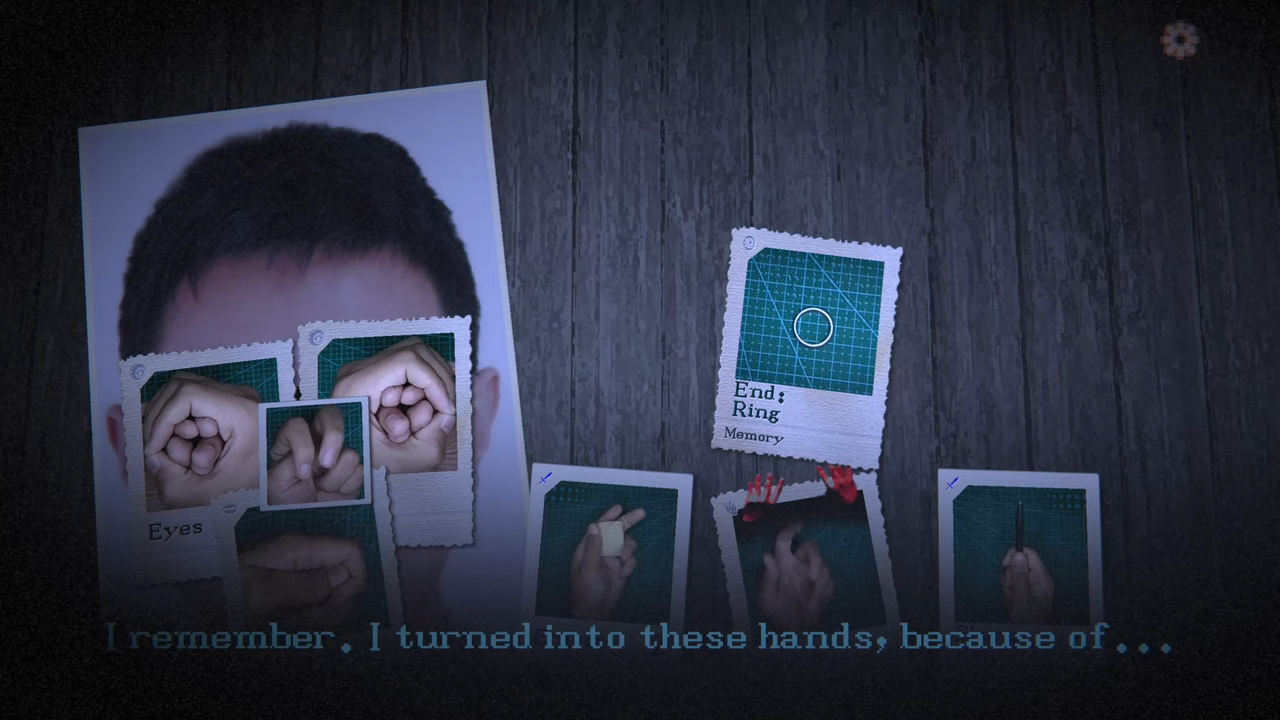 End:
Ring
Memory
Eyes
I remember. I turned into these hands, because of...